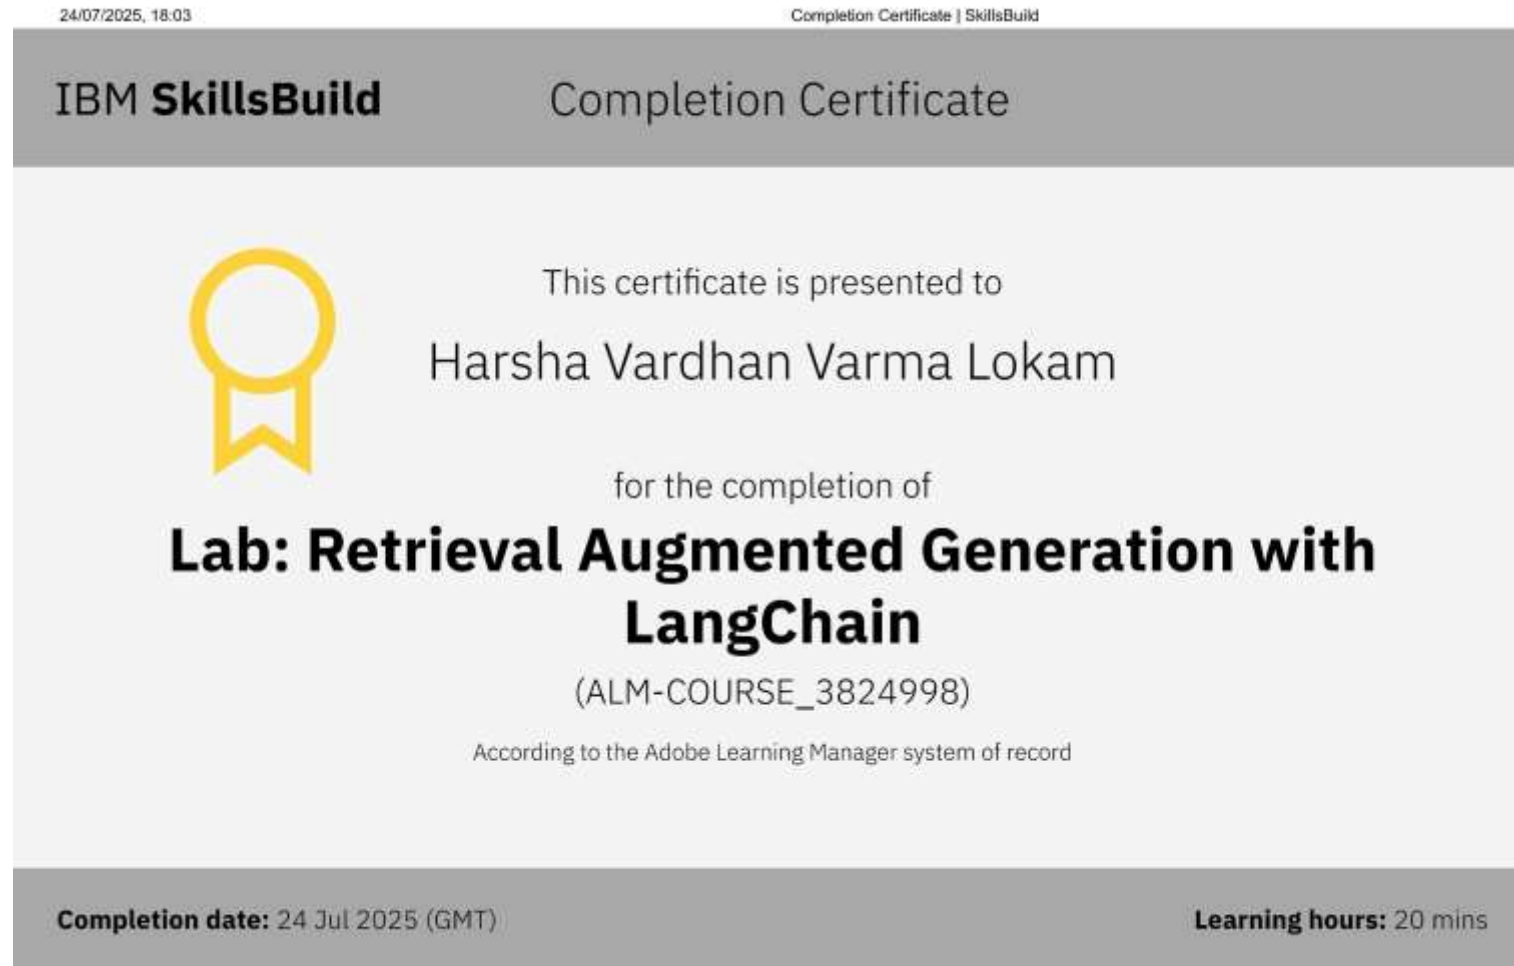 24/07/2025, 18:03
Completion Certificate | SkillsBuild
IBM SkillsBuild
Completion Certificate
This certificate is presented to
Harsha Vardhan Varma Lokam
for the completion of
Lab: Retrieval Augmented Generation with
LangChain
(ALM-COURSE_3824998)
According to the Adobe Learning Manager system of record
Completion date: 24 Jul 2025 (GMT)
Learning hours: 20 mins